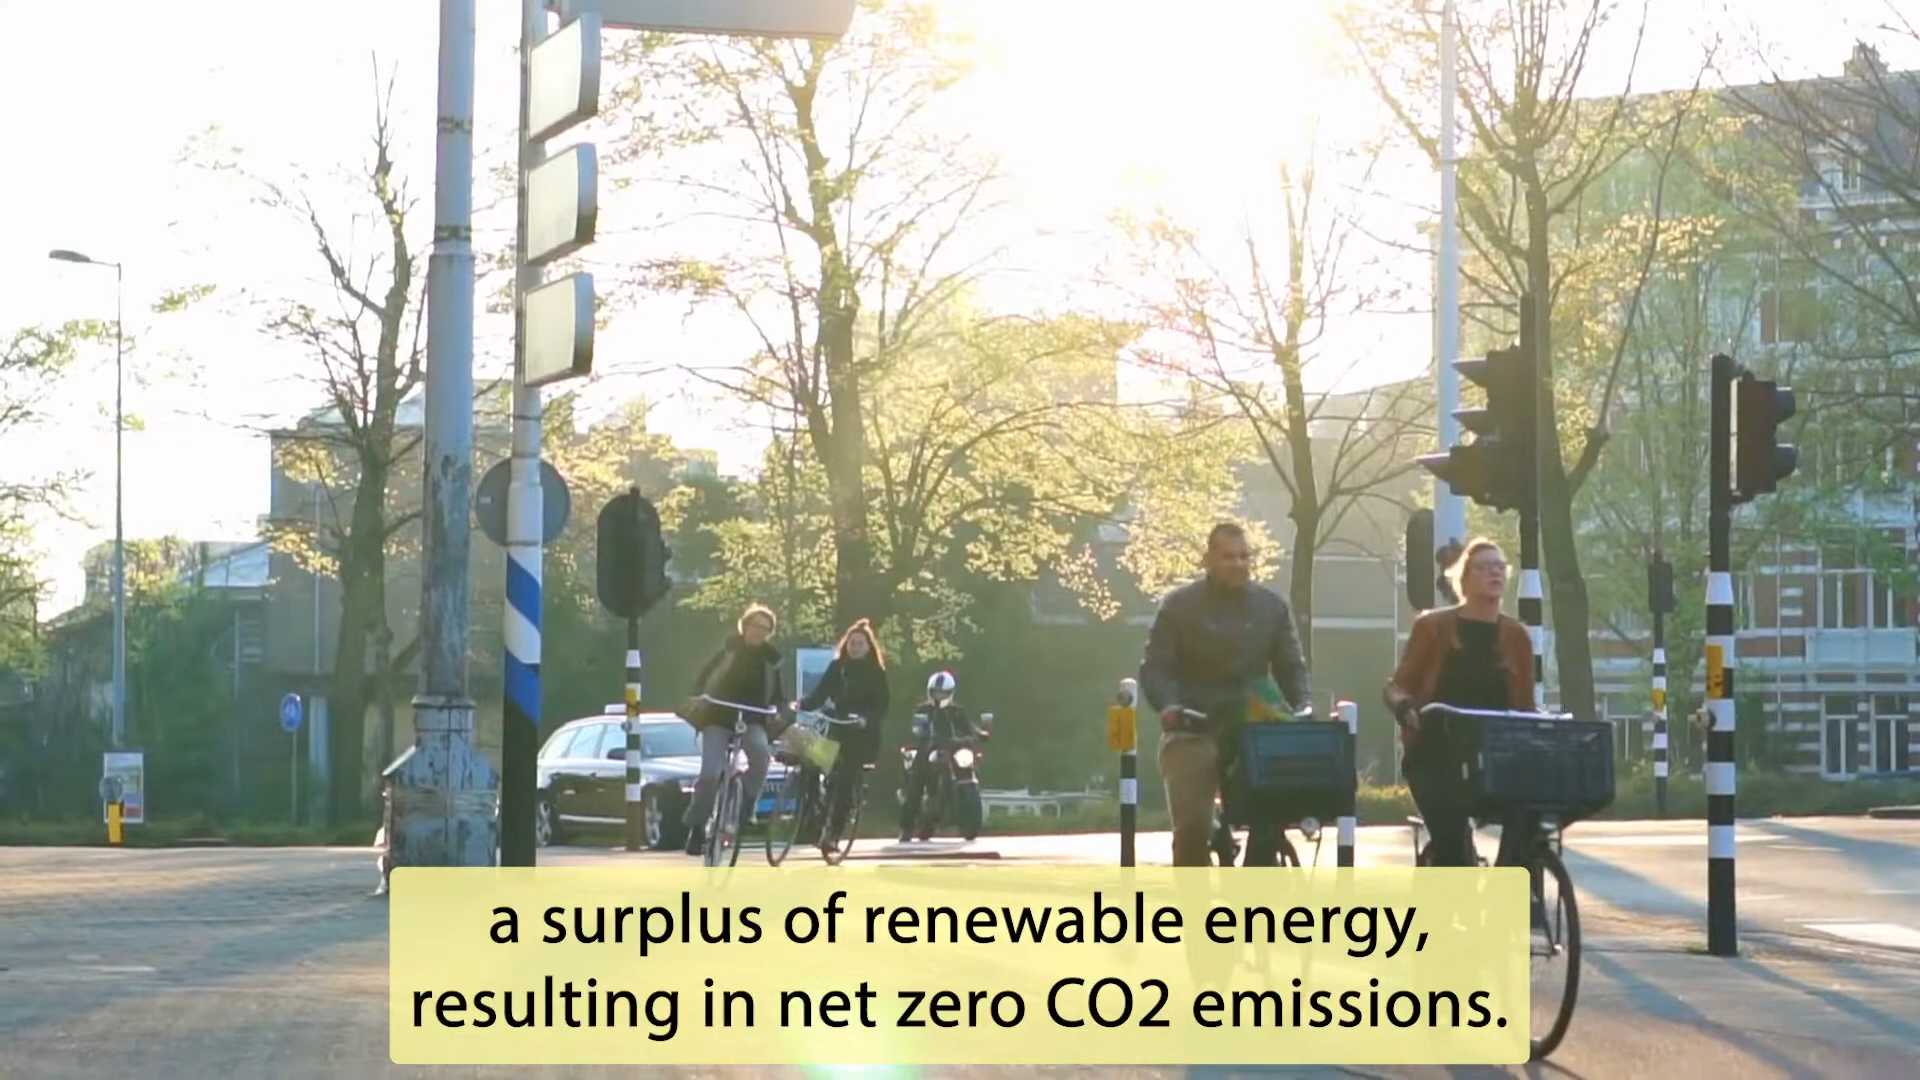 a surplus of renewable energy,
resulting in net zero CO2 emissions.